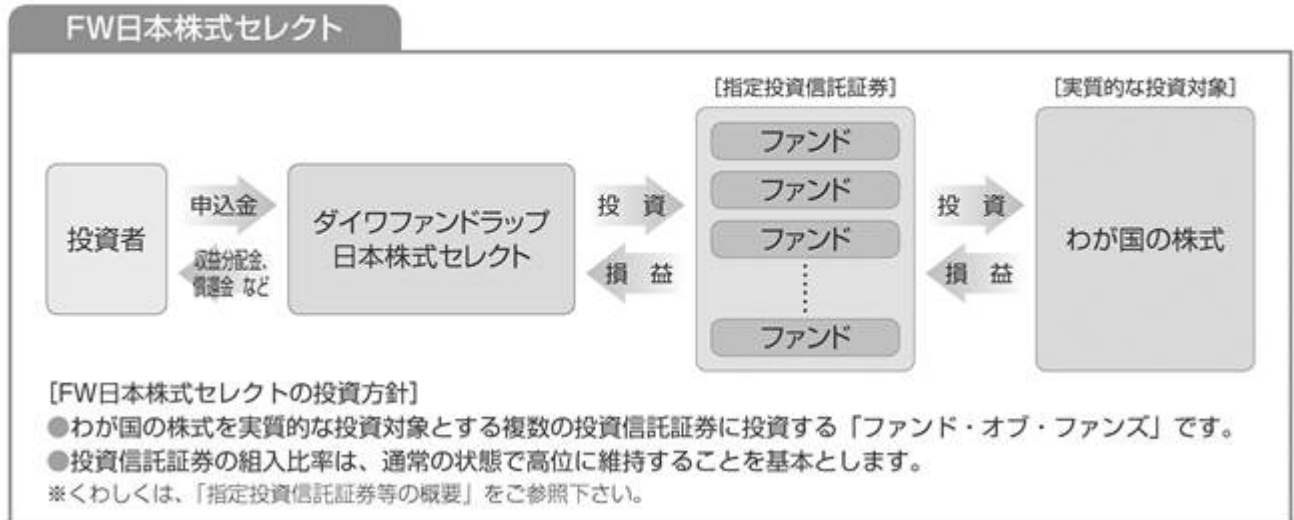 FW日本株式セレクト
[指定投資信託証券]
[実質的な投資対象]
投資者
申込金
収益分配金、
償還金 など
ダイワファンドラップ
日本株式セレクト
投 資
損 益
ファンド
ファンド
ファンド
ファンド
投 資
損 益
わが国の株式
[FW日本株式セレクトの投資方針]
●わが国の株式を実質的な投資対象とする複数の投資信託証券に投資する「ファンド・オブ・ファンズ」です。
●投資信託証券の組入比率は、通常の状態で高位に維持することを基本とします。
※くわしくは、「指定投資信託証券等の概要」をご参照下さい。